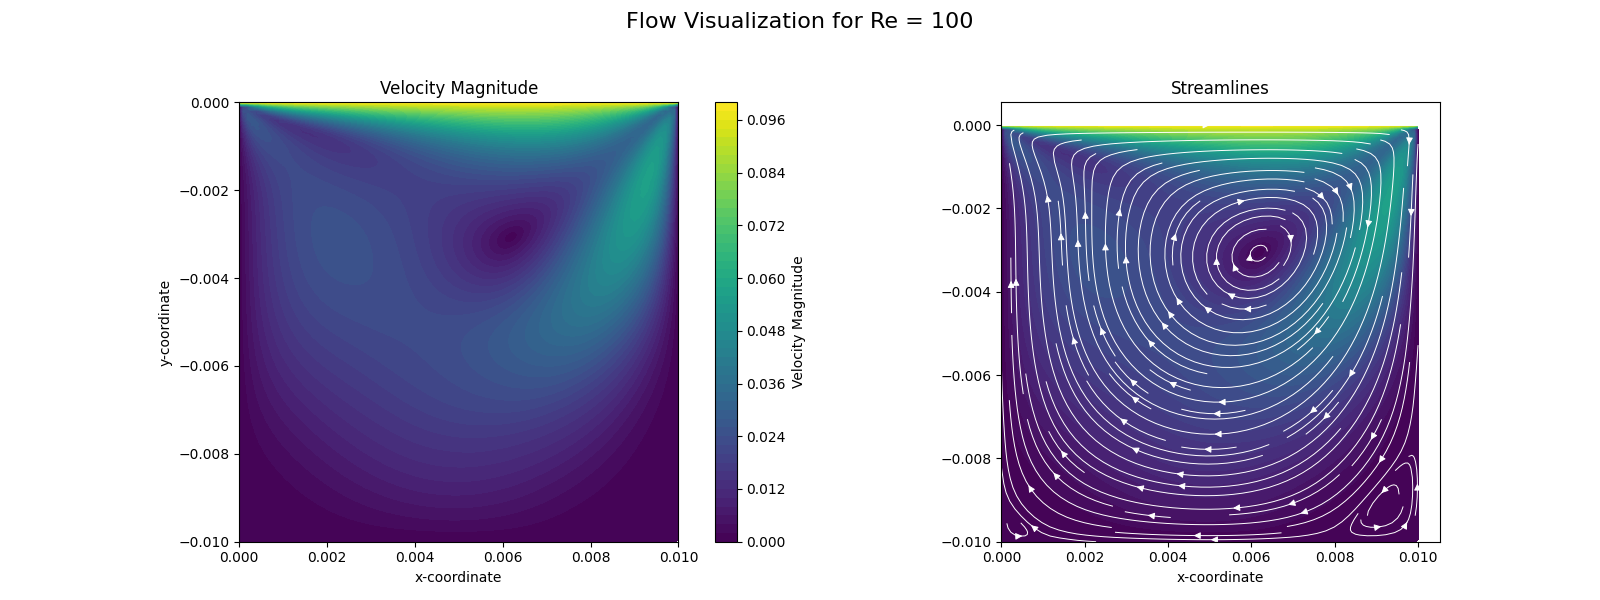 Flow Visualization for Re = 100
Velocity Magnitude
0.000
−0.002
−0.004
−0.006
−0.008
−0.010
y-coordinate
0.000 0.002 0.004 0.006 0.008 0.010
x-coordinate
0.096
0.084
0.072
0.060
0.048
0.036
0.024
0.012
0.000
Velocity Magnitude
Streamlines
0.000
−0.002
−0.004
−0.006
−0.008
−0.010
0.000 0.002 0.004 0.006 0.008 0.010
x-coordinate